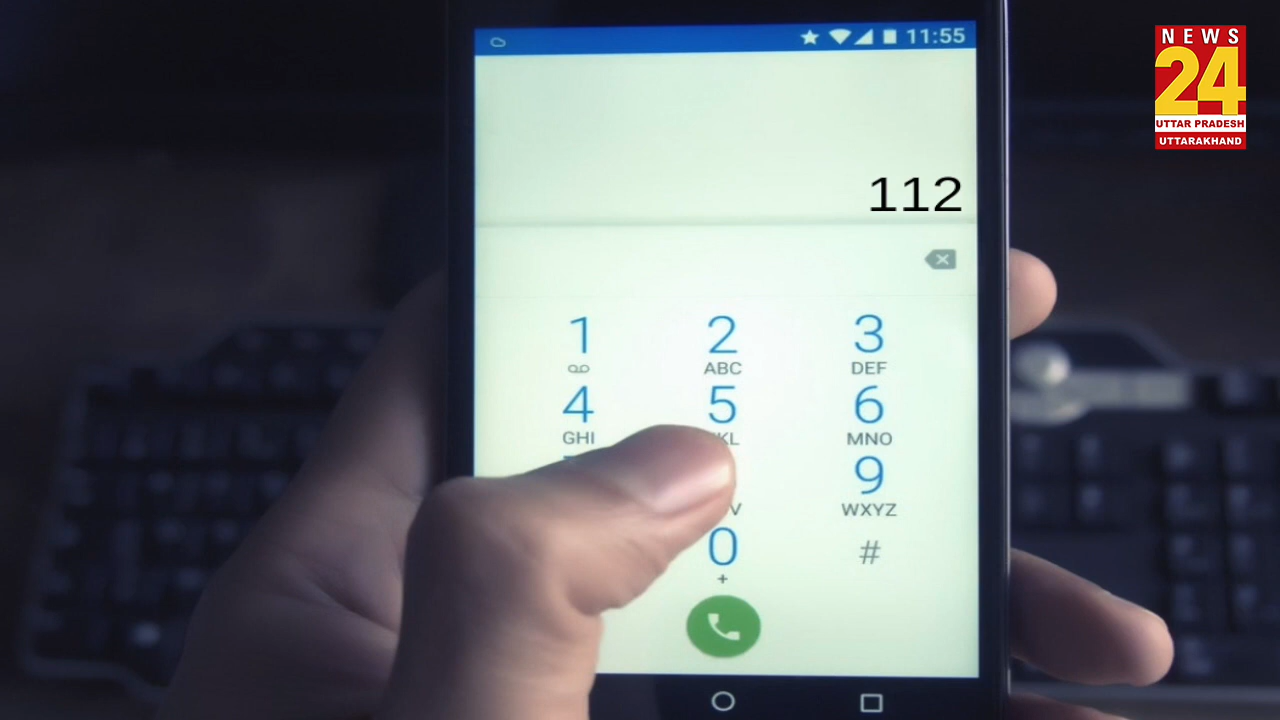 11:55
NEWS
24
UTTAR PRADESH
UTTARAKHAND
112
1 2 3
ABC DEF
4 5 6
GHI KL MNO
9
V WXYZ
0 #
+